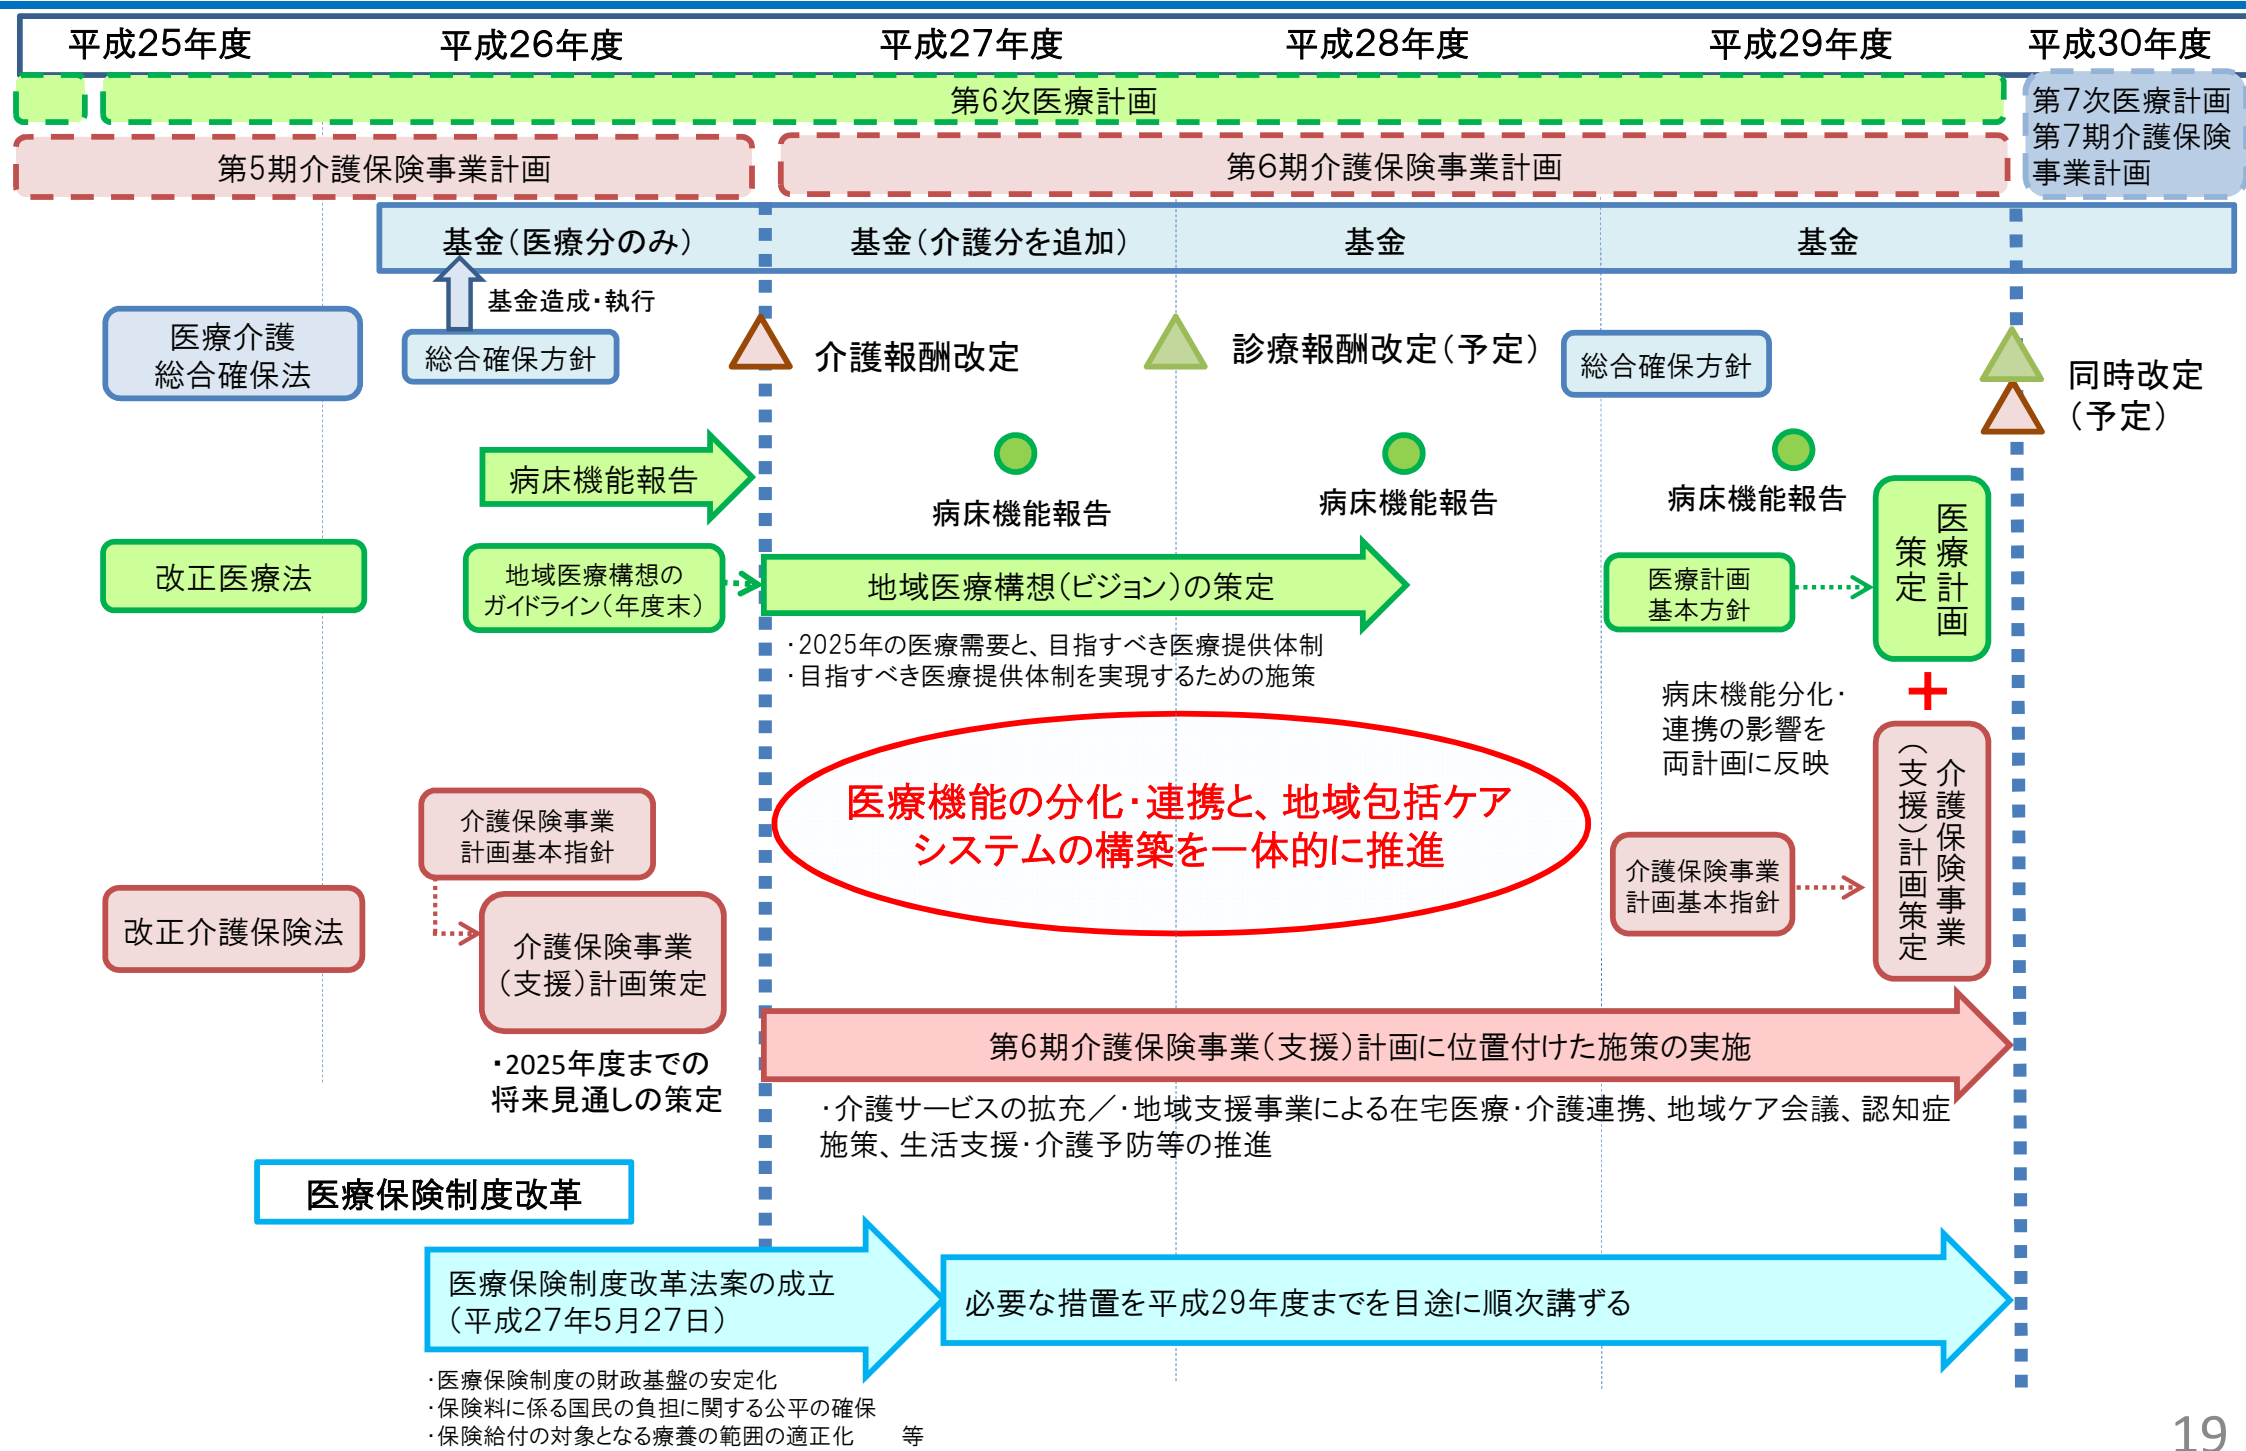 平成25年度
平成26年度
平成27年度
平成28年度
平成29年度
平成30年度
第6次医療計画
第7次医療計画
第7期介護保険
事業計画
第5期介護保険事業計画
第6期介護保険事業計画
基金(医療分のみ)
基金(介護分を追加)
基金
基金
基金造成・執行
医療介護
総合確保法
総合確保方針
介護報酬改定
診療報酬改定(予定)
総合確保方針
同時改定
(予定)
病床機能報告
病床機能報告
病床機能報告
病床機能報告
改正医療法
地域医療構想の
ガイドライン(年度末)
地域医療構想(ビジョン)の策定
医療計画
基本方針
医療計画
策定
・2025年の医療需要と、目指すべき医療提供体制
・目指すべき医療提供体制を実現するための施策
+
病床機能分化・
連携の影響を
両計画に反映
医療機能の分化・連携と、地域包括ケア
システムの構築を一体的に推進
介護保険事業
計画基本指針
改正介護保険法
介護保険事業
(支援)計画策定
介護保険事業
計画基本指針
介護保険事業
(支援)計画策定
・2025年度までの
将来見通しの策定
第6期介護保険事業(支援)計画に位置付けた施策の実施
・介護サービスの拡充/・地域支援事業による在宅医療・介護連携、地域ケア会議、認知症
施策、生活支援・介護予防等の推進
医療保険制度改革
医療保険制度改革法案の成立
(平成27年5月27日)
必要な措置を平成29年度までを目途に順次講ずる
・医療保険制度の財政基盤の安定化
・保険料に係る国民の負担に関する公平の確保
・保険給付の対象となる療養の範囲の適正化 等
19